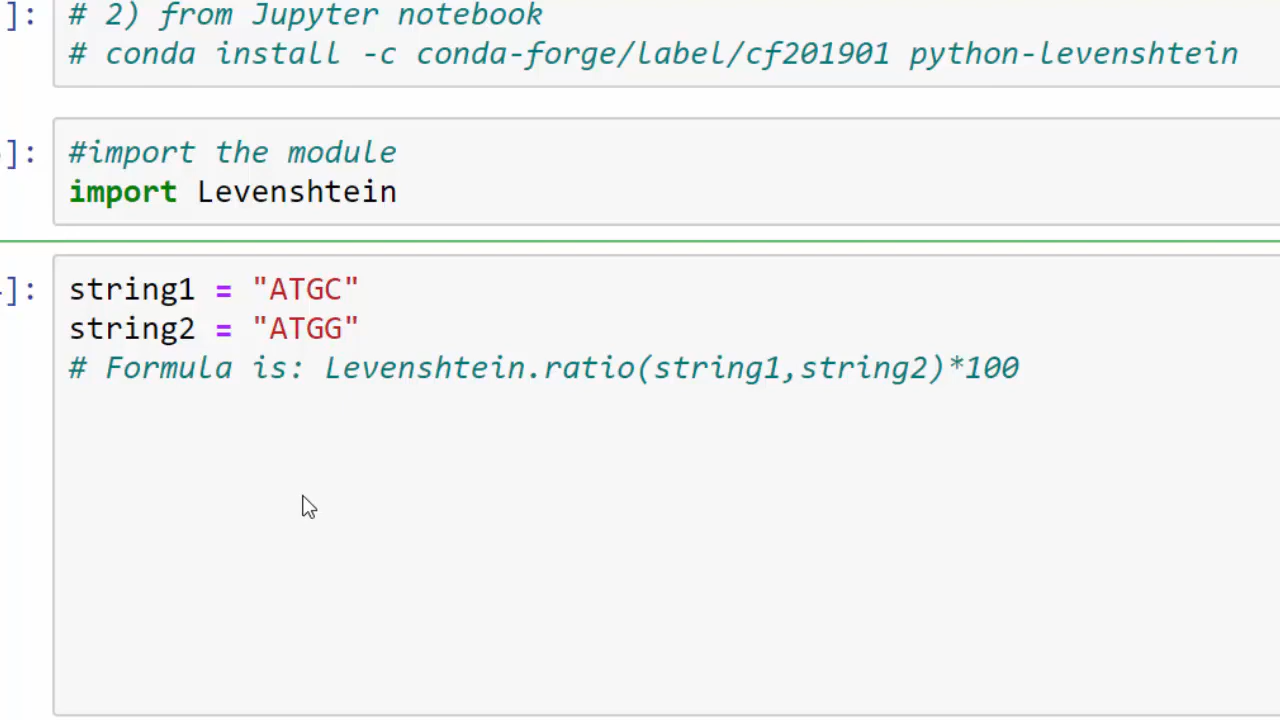 ]: # 2) from Jupyter notebook
# conda install -c conda-forge/label/cf201901 python-levenshtein
]: #import the module
import Levenshtein
]: string1 = "ATGC"
string2 = "ATGG"
# Formula is: Levenshtein.ratio(string1,string2)*100